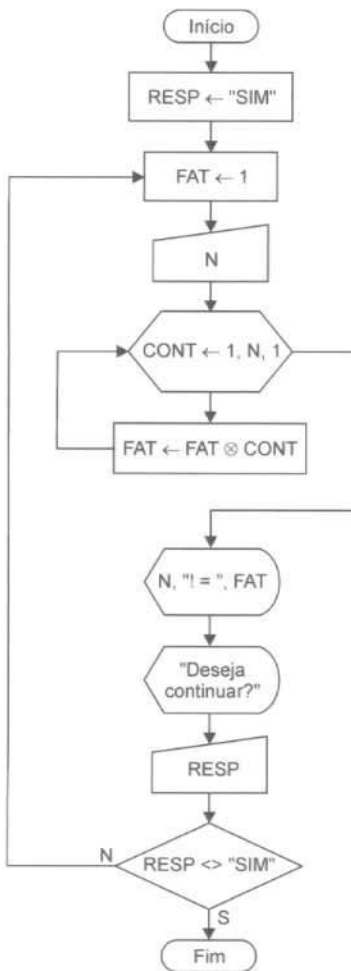 Início
RESP ← "SIM"
FAT ← 1
N
CONT ← 1, N, 1
FAT ← FAT ⊗ CONT
N, "! = ", FAT
"Deseja
continuar?"
RESP
N
RESP <> "SIM"
S
Fim